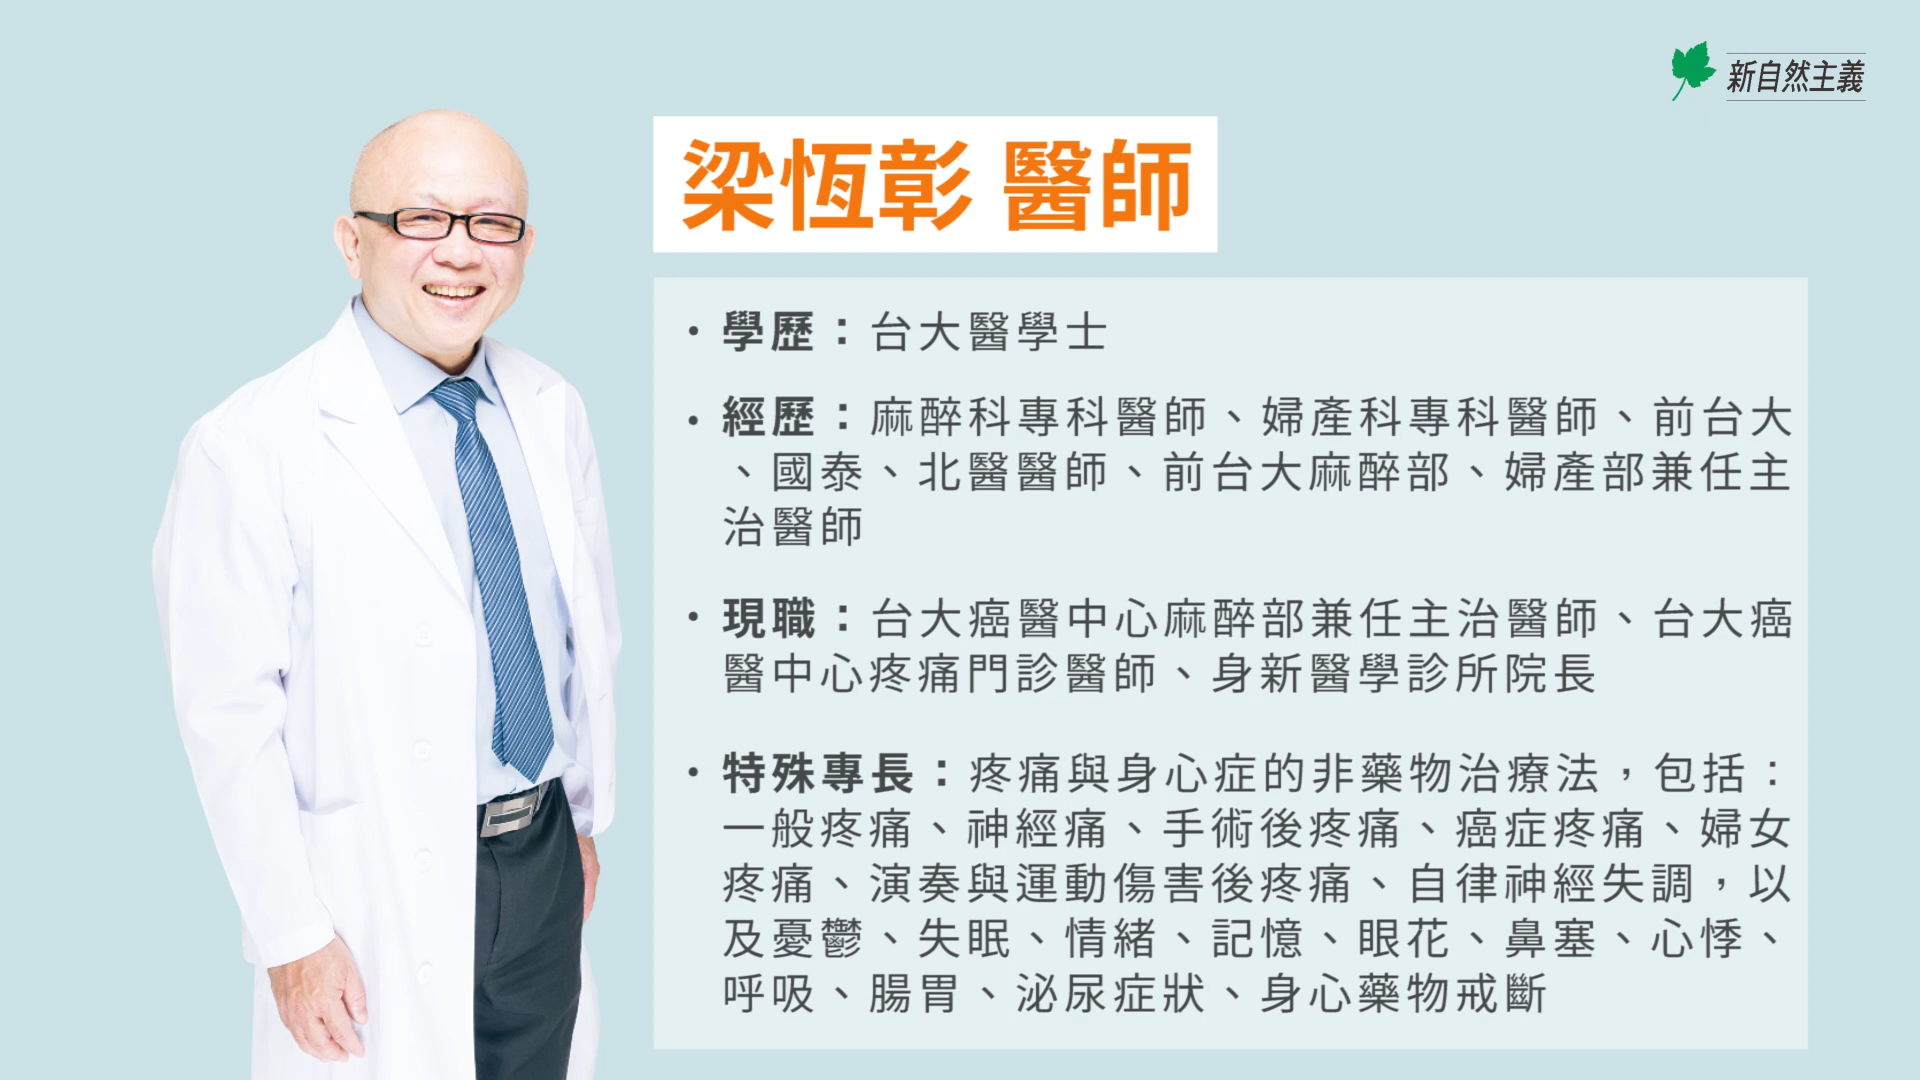 新自然主義
梁恆彰 醫師
• 學歷：台大醫學士
• 經歷：麻醉科專科醫師、婦產科專科醫師、前台大
、國泰、北醫醫師、前台大麻醉部、婦產部兼任主
治醫師
• 現職：台大癌醫中心麻醉部兼任主治醫師、台大癌
醫中心疼痛門診醫師、身新醫學診所院長
• 特殊專長：疼痛與身心症的非藥物治療法，包括：
一般疼痛、神經痛、手術後疼痛、癌症疼痛、婦女
疼痛、演奏與運動傷害後疼痛、自律神經失調，以
及憂鬱、失眠、情緒、記憶、眼花、鼻塞、心悸、
呼吸、腸胃、泌尿症狀、身心藥物戒斷